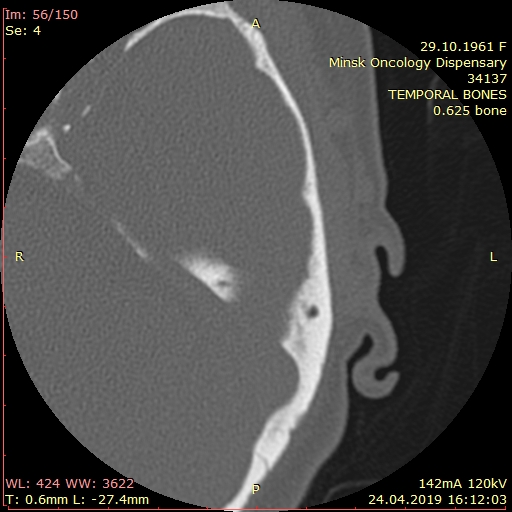 Im: 56/150
Se: 4
A
29.10.1961 F
Minsk Oncology Dispensary
34137
TEMPORAL BONES
0.625 bone
R
L
WL: 424 WW: 3622
T: 0.6mm L: -27.4mm
P
142mA 120kV
24.04.2019 16:12:03